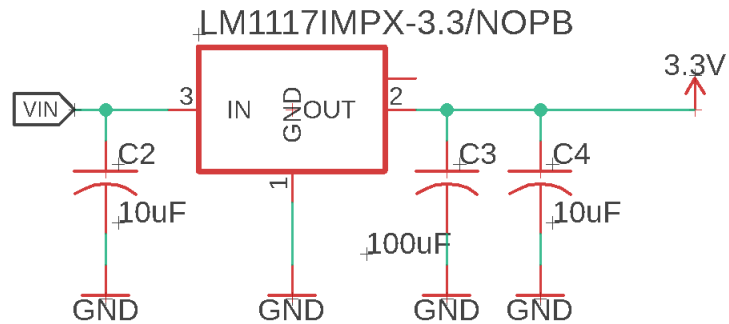 LM1117IMPX-3.3/NOPB
3.3V
VIN
3
IN
GND
OUT
2
1
C2
10uF
C3
100uF
C4
10uF
GND
GND
GND
GND